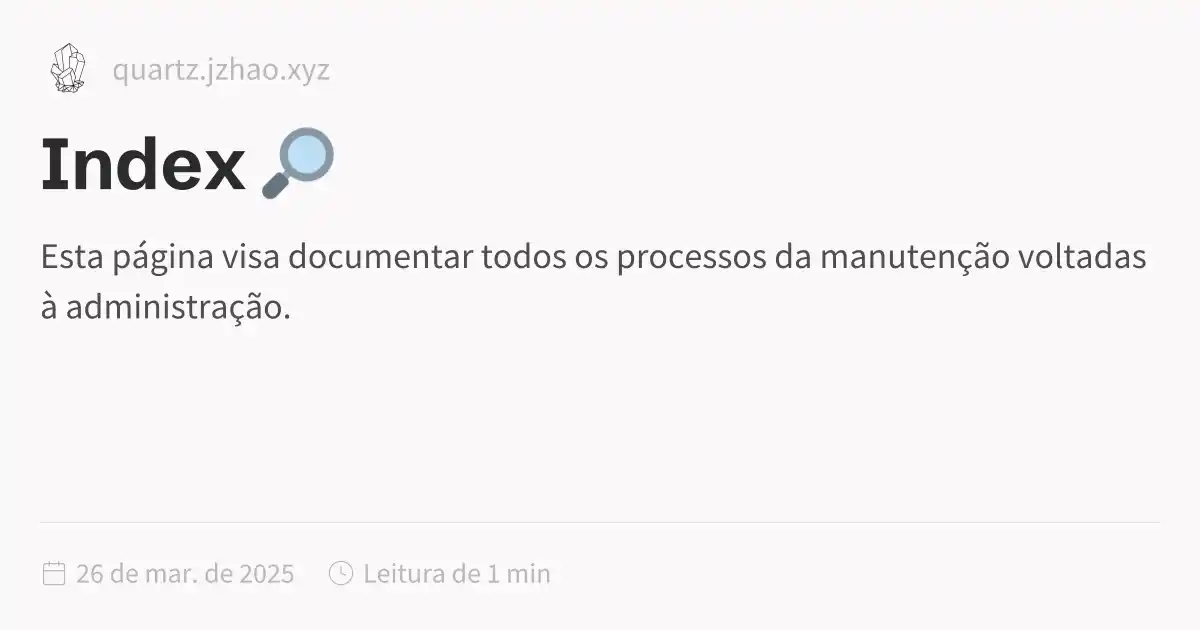 quartz.jzhao.xyz
Index 🔎
Esta página visa documentar todos os processos da manutenção voltadas
à administração.
26 de mar. de 2025 Leitura de 1 min